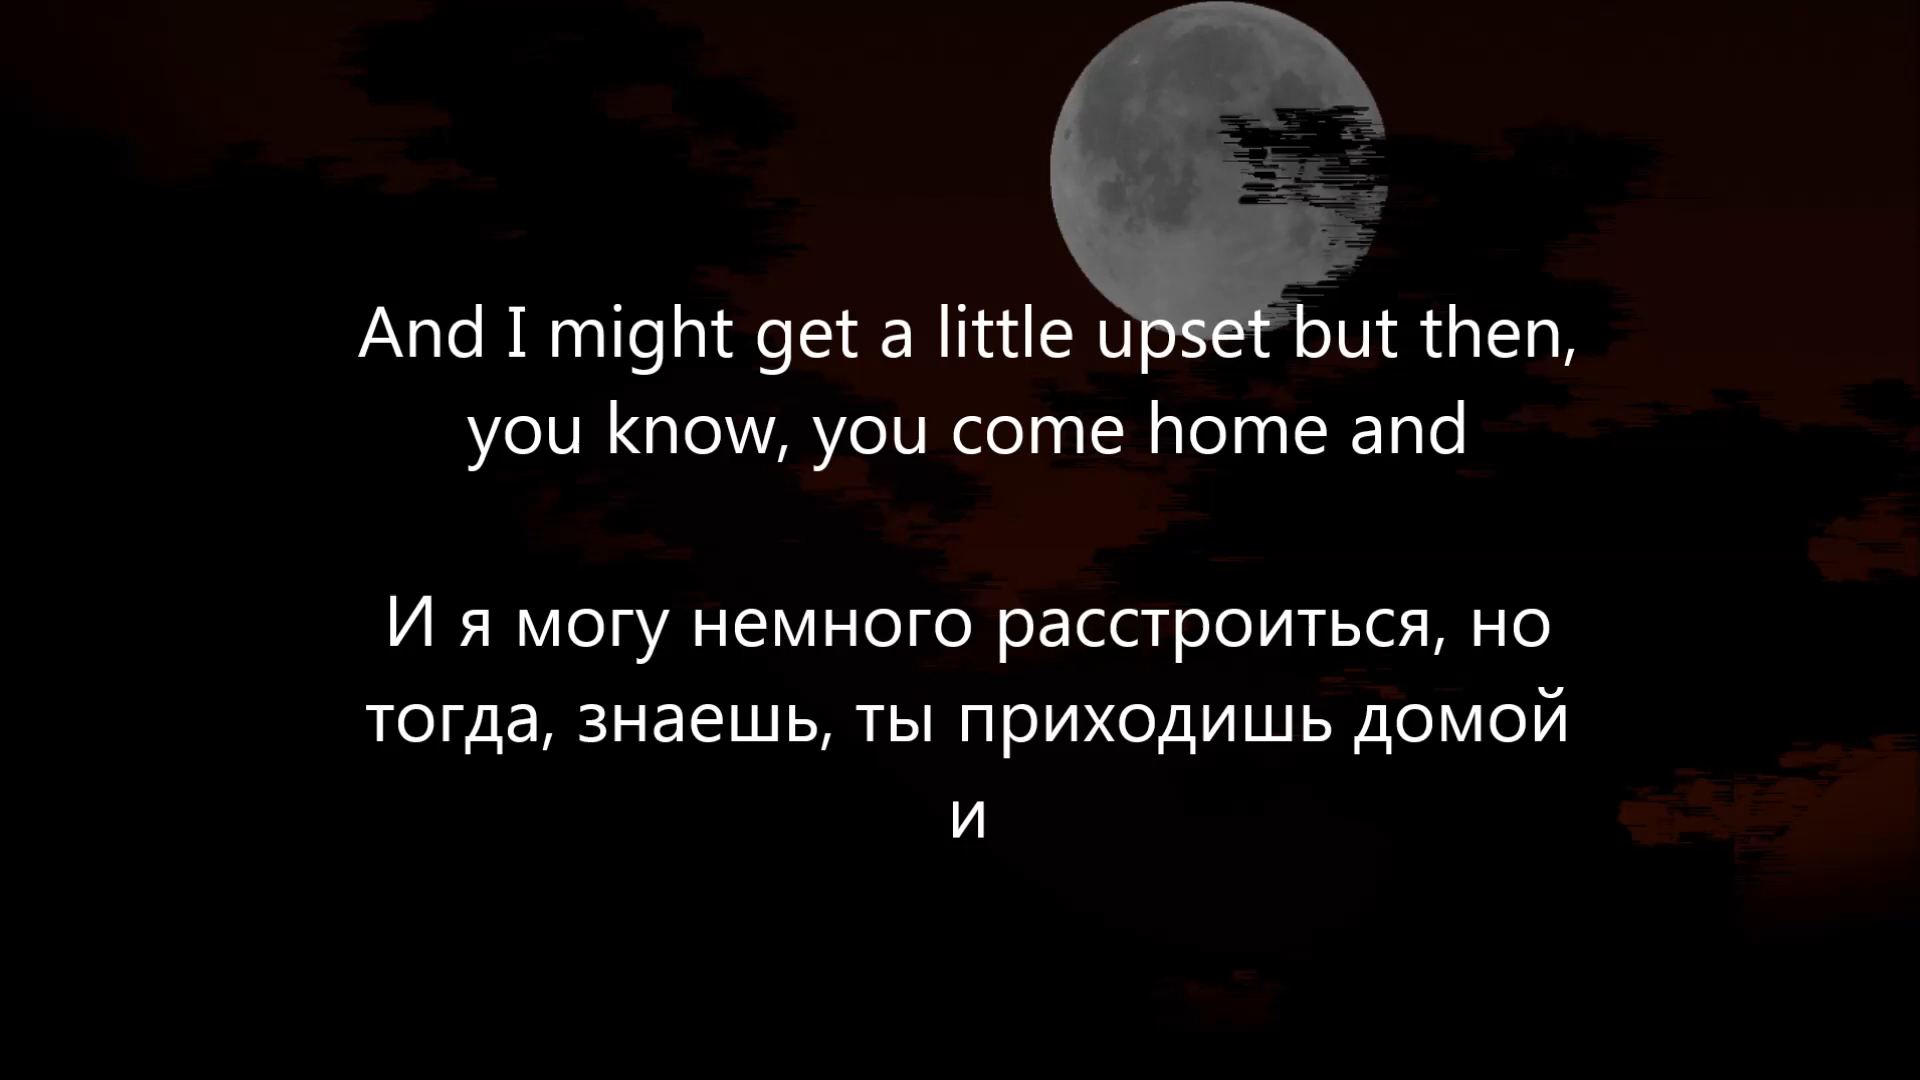 And I might get a little upset but then,
you know, you come home and
И я могу немного расстроиться, но
тогда, знаешь, ты приходишь домой
и